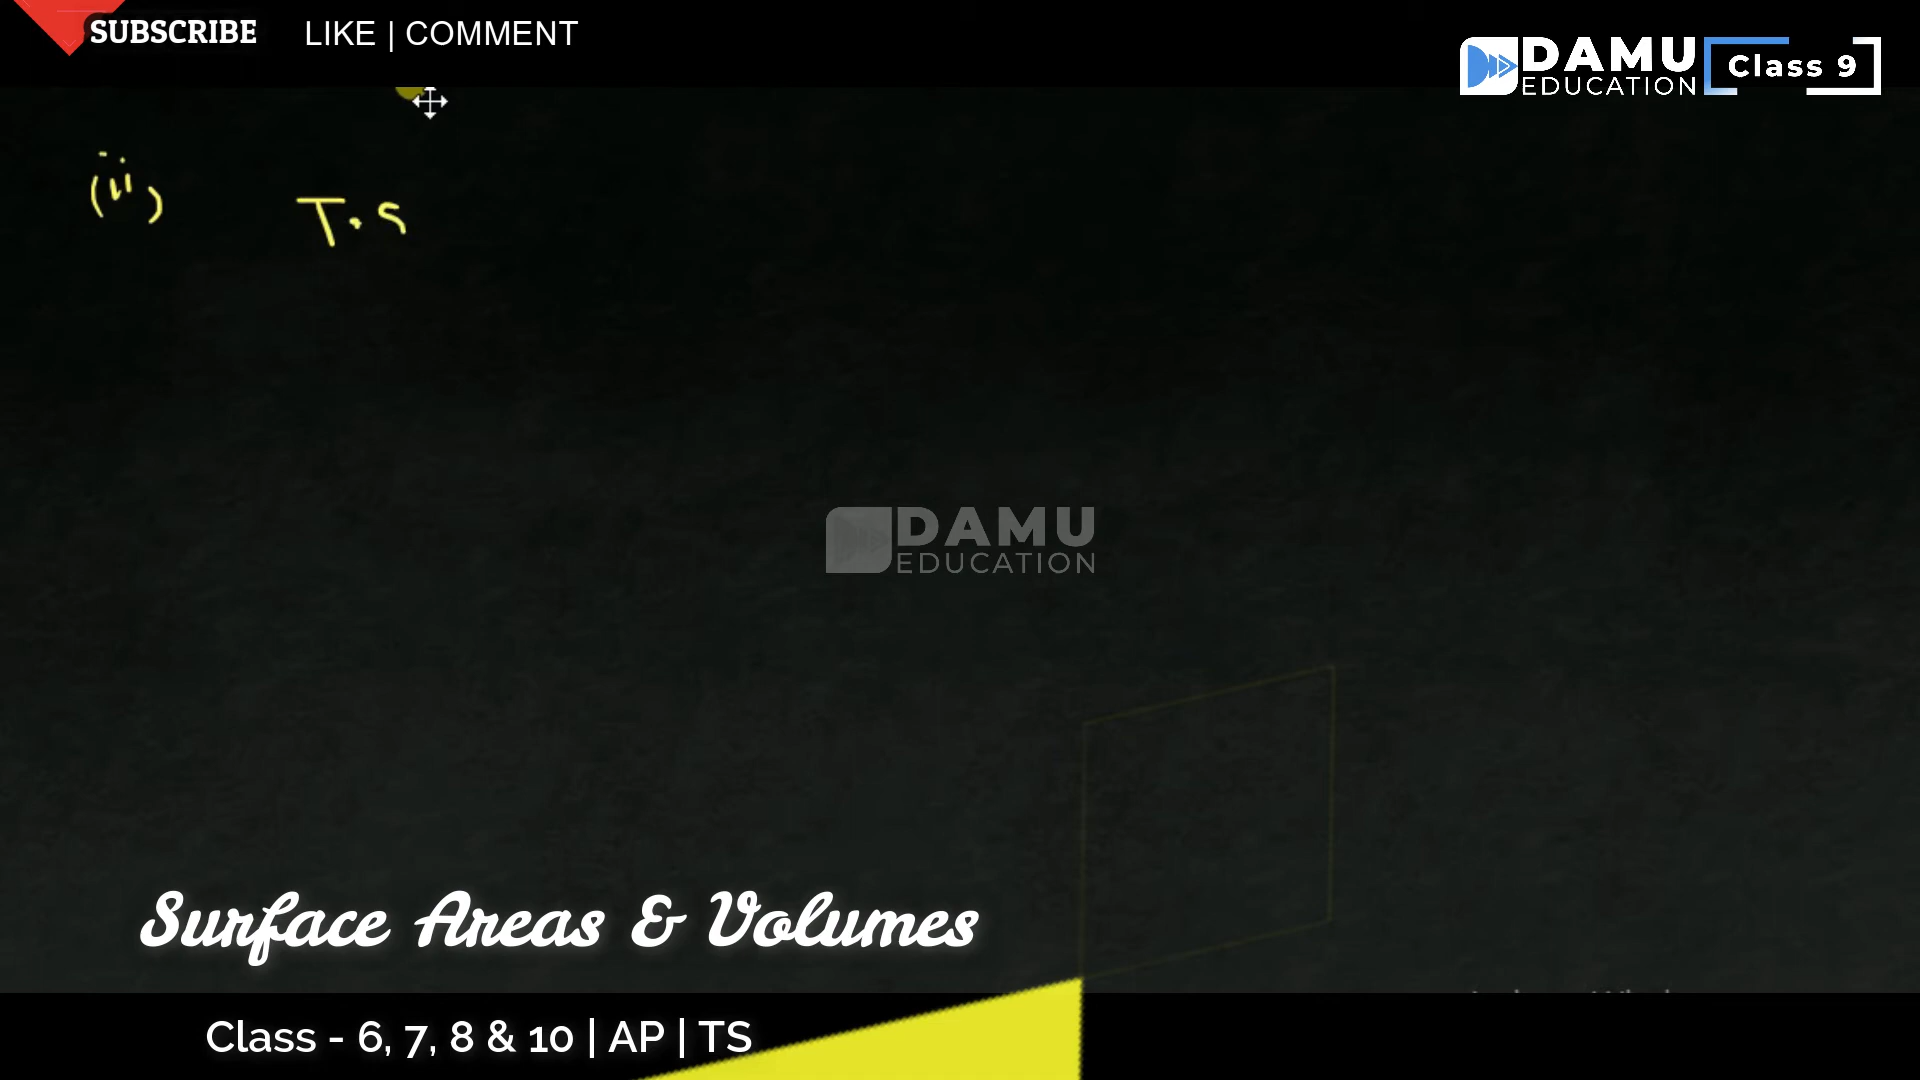 SUBSCRIBE LIKE | COMMENT
DAMU
EDUCATION
Class 9
(ii) T.S
DAMU
EDUCATION
Surface Areas & Volumes
Class - 6, 7, 8 & 10 | AP | TS